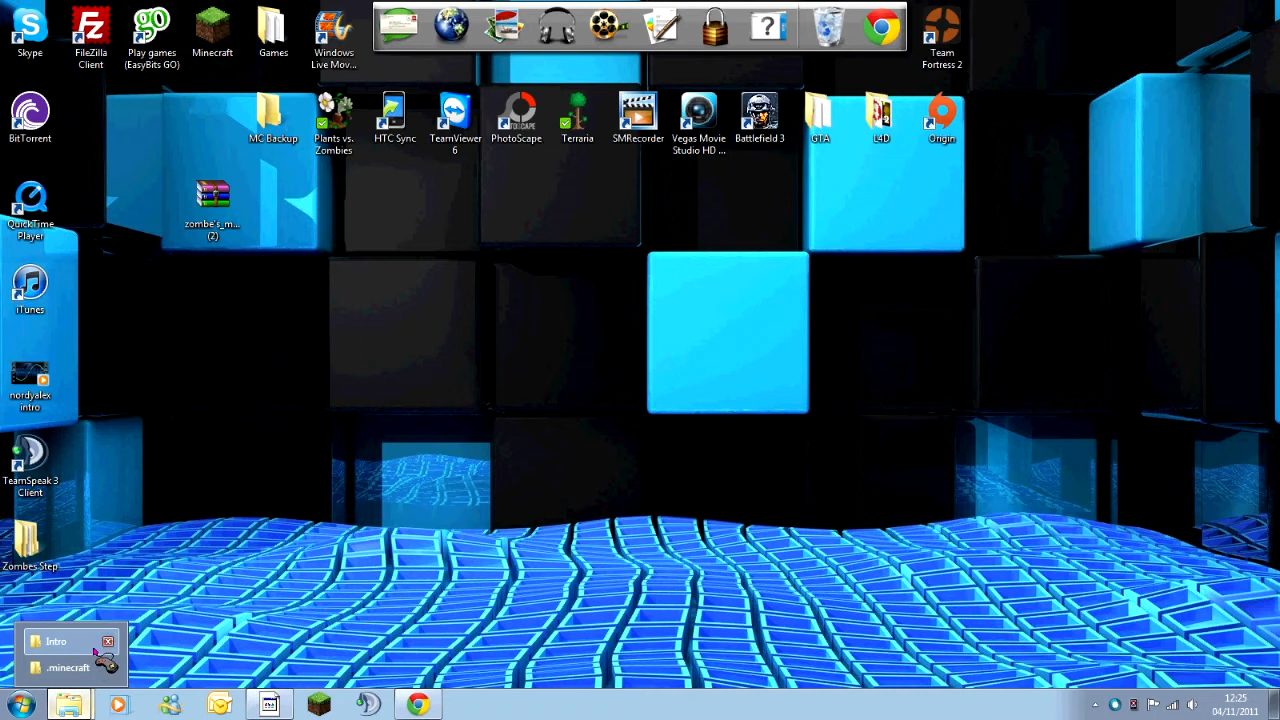 Skype
FileZilla
Client
go
Play games
(EasyBits GO)
Minecraft
Games
Windows
Live Mov...
?
Team
Fortress 2
BitTorrent
MC Backup
Plants vs.
Zombies
HTC Sync
TeamViewer
6
PhotoScape
Terraria
SMRecorder
Vegas Movie
Studio HD ...
Battlefield 3
GTA
L4D
Origin
QuickTime
Player
zombe's_m...
(2)
iTunes
nordyalex
intro
TeamSpeak 3
Client
Zombes Step
Intro
.minecraft
12:25
04/11/2011